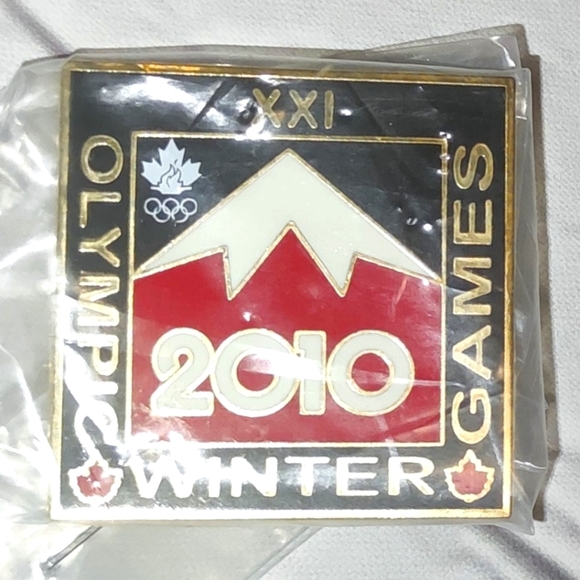 XXI
OLYMPIC
WINTER
GAMES
2010